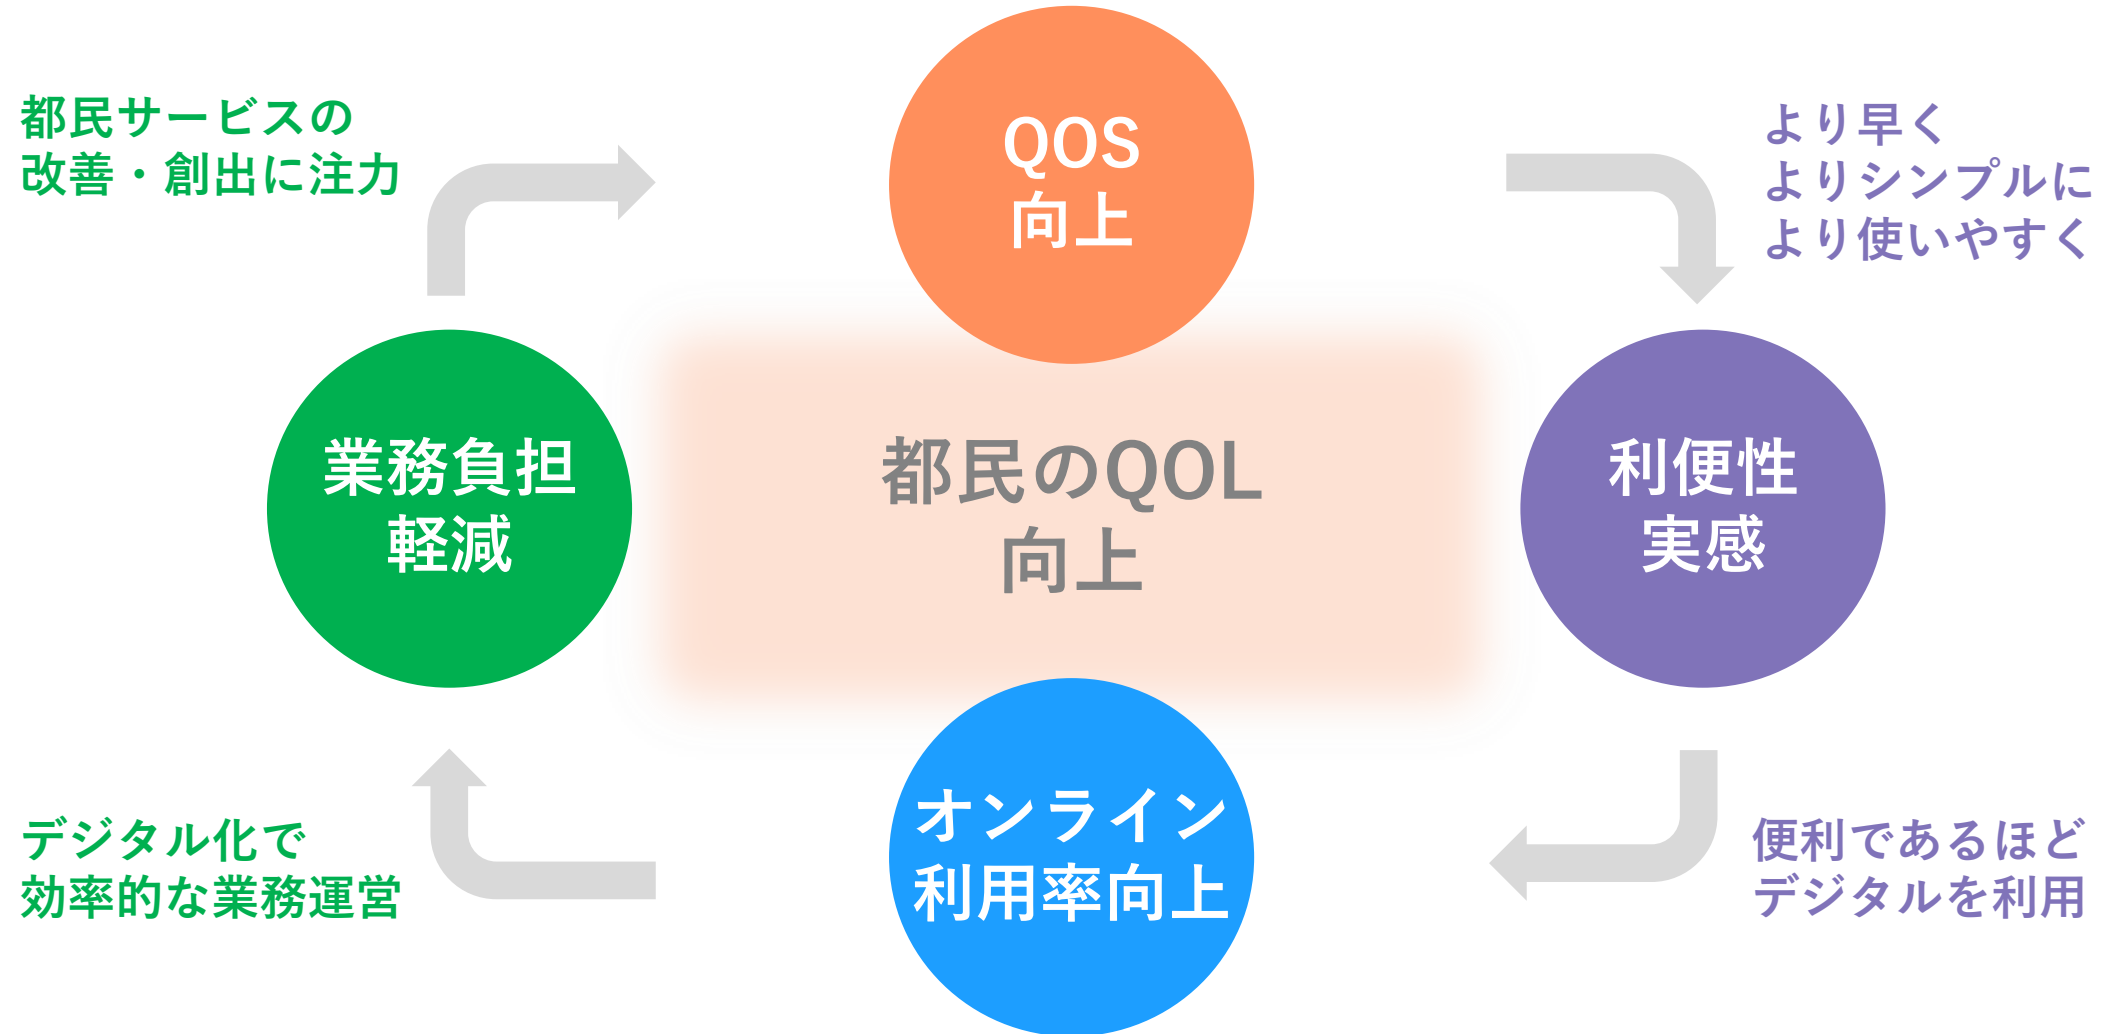 都民サービスの
改善・創出に注力
QOS
向上
より早く
よりシンプルに
より使いやすく
業務負担
軽減
都民のQOL
向上
利便性
実感
デジタル化で
効率的な業務運営
オンライン
利用率向上
便利であるほど
デジタルを利用